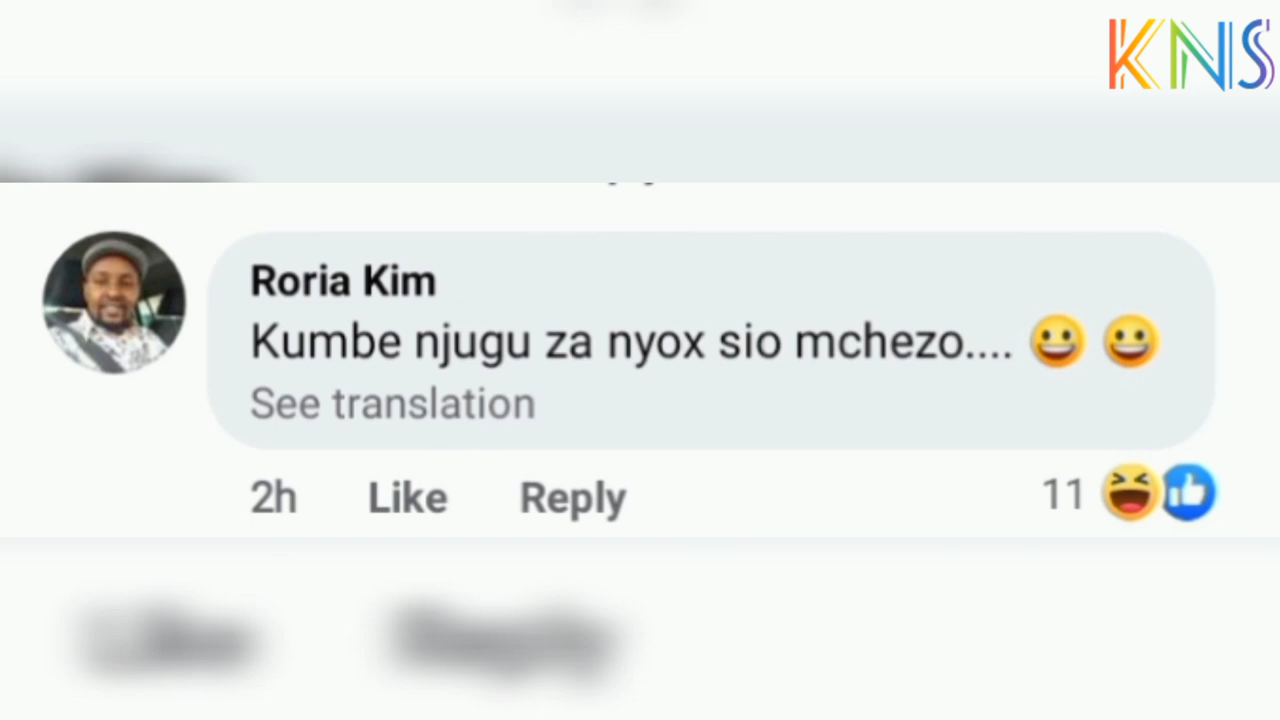 KNS
Roria Kim
Kumbe njugu za nyox sio mchezo.... 😀 😀
See translation
2h Like Reply 11